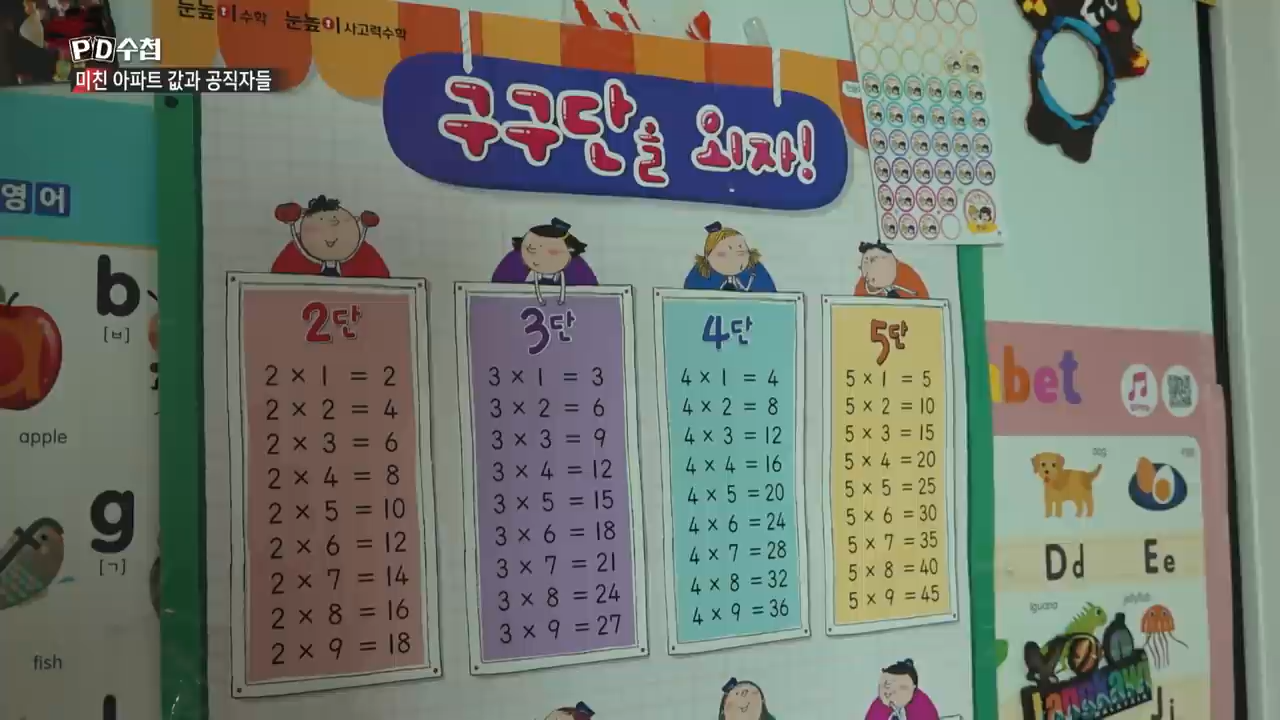 눈높이수학 눈높이사고력수학
PD수첩
미친 아파트 값과 공직자들
구구단을 외자!
영어
b
[ㅂ]
a
apple
g
[ㄱ]
fish
2단
2 × 1 = 2
2 × 2 = 4
2 × 3 = 6
2 × 4 = 8
2 × 5 = 10
2 × 6 = 12
2 × 7 = 14
2 × 8 = 16
2 × 9 = 18
3단
3 × 1 = 3
3 × 2 = 6
3 × 3 = 9
3 × 4 = 12
3 × 5 = 15
3 × 6 = 18
3 × 7 = 21
3 × 8 = 24
3 × 9 = 27
4단
4 × 1 = 4
4 × 2 = 8
4 × 3 = 12
4 × 4 = 16
4 × 5 = 20
4 × 6 = 24
4 × 7 = 28
4 × 8 = 32
4 × 9 = 36
5단
5 × 1 = 5
5 × 2 = 10
5 × 3 = 15
5 × 4 = 20
5 × 5 = 25
5 × 6 = 30
5 × 7 = 35
5 × 8 = 40
5 × 9 = 45
bet
dog
egg
Dd Ee
iguana
jellyfish
Langkawi
Jj